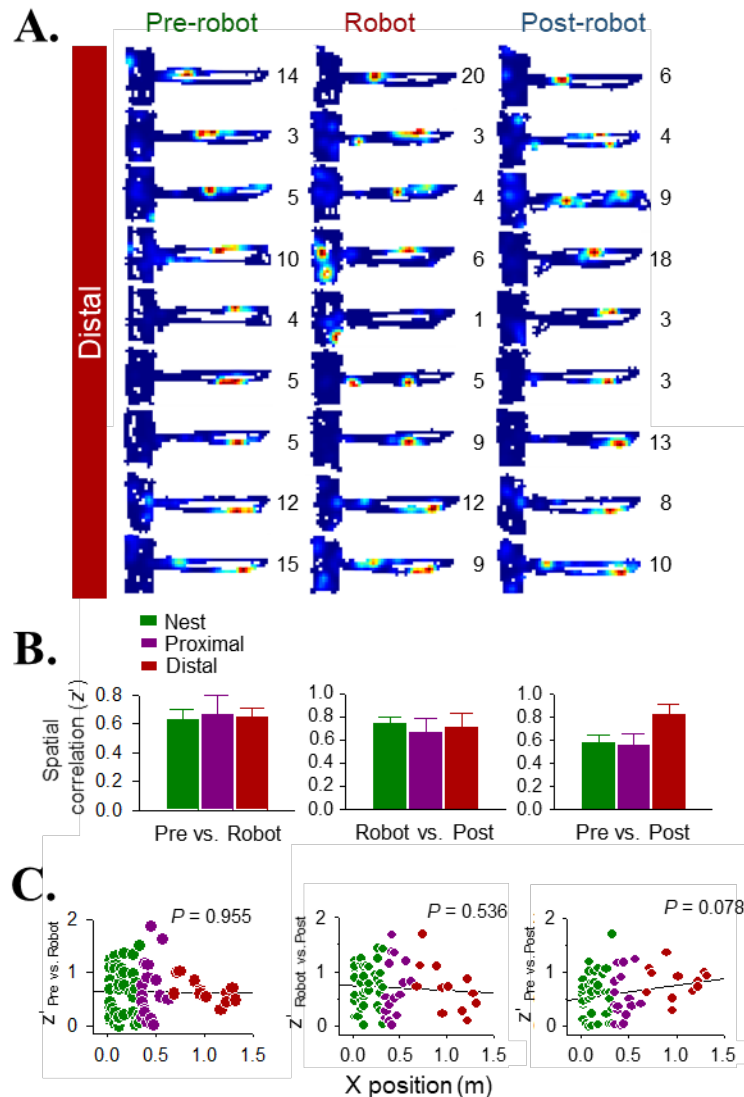 A.
Pre-robot Robot Post-robot
Distal
14 20 6
3 3 4
5 4 9
10 6 18
4 1 3
5 5 3
5 9 13
12 12 8
15 9 10
B.
Nest
Proximal
Distal
Spatial
correlation (z')
0.8
0.6
0.4
0.2
0.0
Pre vs. Robot
1.0
0.8
0.6
0.4
0.2
0.0
Robot vs. Post
1.0
0.8
0.6
0.4
0.2
0.0
Pre vs. Post
C.
P = 0.955
z' Pre vs. Robot
2
1
0
0.0 0.5 1.0 1.5
P = 0.536
z' Robot vs. Post
2
1
0
0.0 0.5 1.0 1.5
P = 0.078
z' Pre vs. Post
2
1
0
0.0 0.5 1.0 1.5
X position (m)